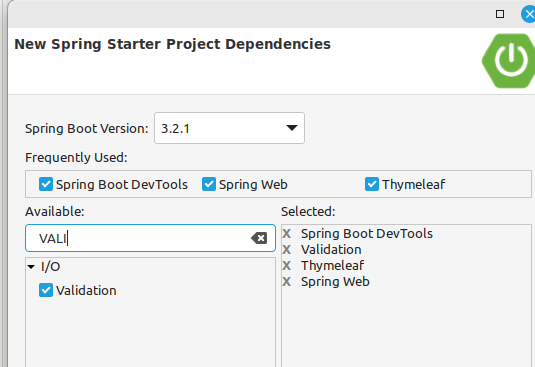 New Spring Starter Project Dependencies
Spring Boot Version: 3.2.1
Frequently Used:
Spring Boot DevTools Spring Web Thymeleaf
Available: Selected:
VALI
I/O
Validation
X Spring Boot DevTools
X Validation
X Thymeleaf
X Spring Web